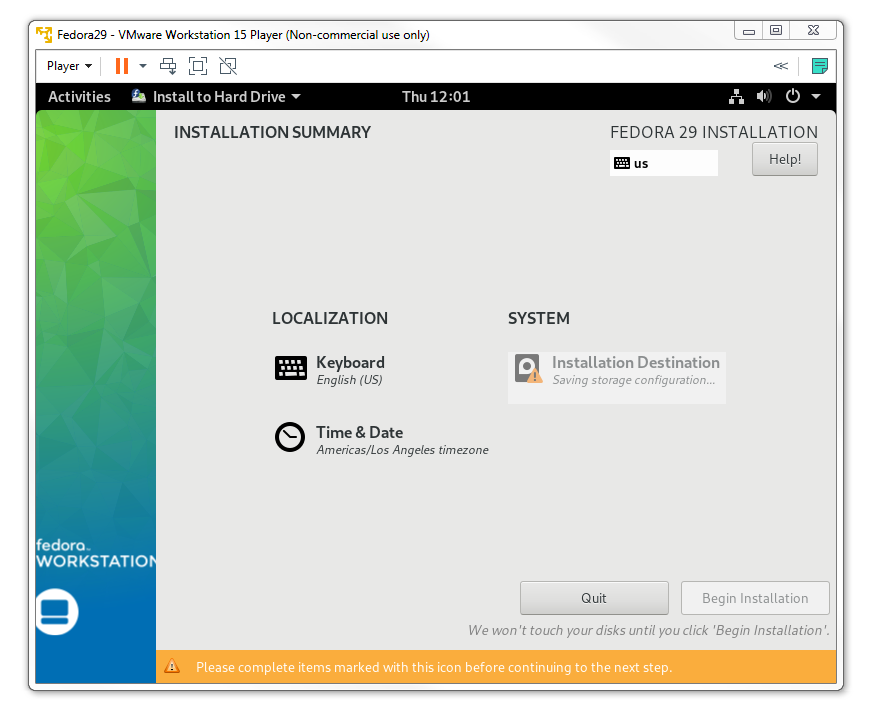 Fedora29 - VMware Workstation 15 Player (Non-commercial use only)
Player
Activities Install to Hard Drive Thu 12:01
INSTALLATION SUMMARY
FEDORA 29 INSTALLATION
us
Help!
LOCALIZATION
Keyboard
English (US)
Time & Date
Americas/Los Angeles timezone
SYSTEM
Installation Destination
Saving storage configuration...
fedora
WORKSTATION
Quit
Begin Installation
We won't touch your disks until you click 'Begin Installation'.
Please complete items marked with this icon before continuing to the next step.